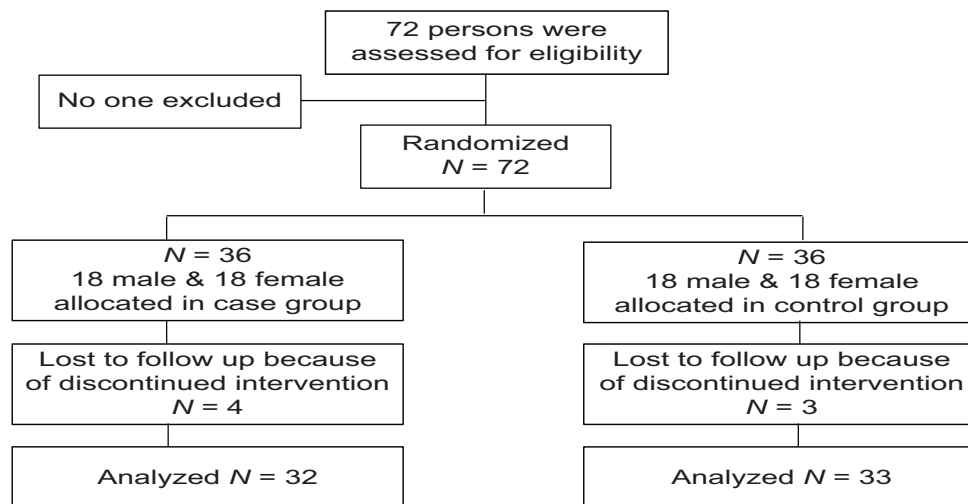 72 persons were
assessed for eligibility
No one excluded
Randomized
N = 72
N = 36
18 male & 18 female
allocated in case group
N = 36
18 male & 18 female
allocated in control group
Lost to follow up because
of discontinued intervention
N = 4
Lost to follow up because
of discontinued intervention
N = 3
Analyzed N = 32
Analyzed N = 33